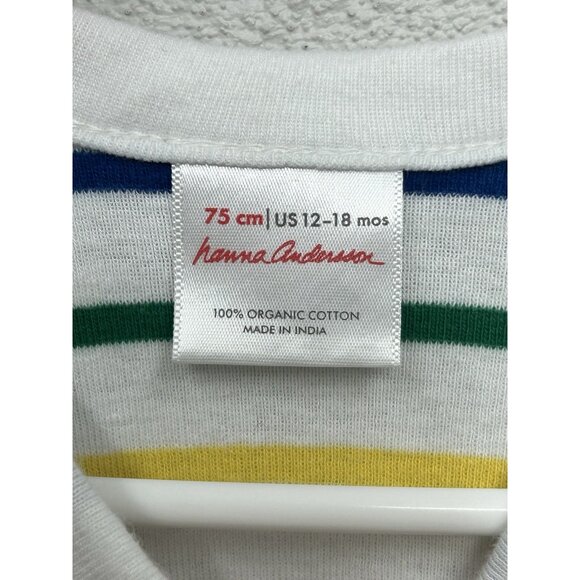 75 cm | US 12-18 mos
hanna andersson
100% ORGANIC COTTON
MADE IN INDIA